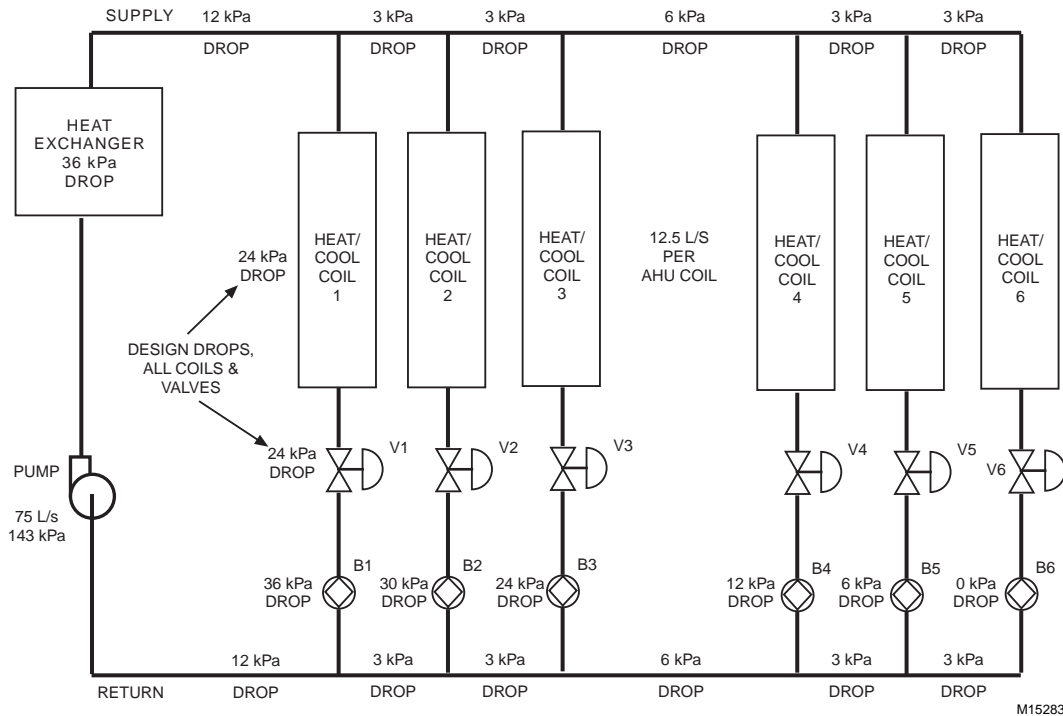 SUPPLY
12 kPa
DROP
3 kPa
DROP
3 kPa
DROP
6 kPa
DROP
3 kPa
DROP
3 kPa
DROP
HEAT
EXCHANGER
36 kPa
DROP
24 kPa
DROP
HEAT/
COOL
COIL
1
HEAT/
COOL
COIL
2
HEAT/
COOL
COIL
3
12.5 L/S
PER
AHU COIL
HEAT/
COOL
COIL
4
HEAT/
COOL
COIL
5
HEAT/
COOL
COIL
6
DESIGN DROPS,
ALL COILS &
VALVES
24 kPa
DROP
V1
V2
V3
V4
V5
V6
PUMP
75 L/s
143 kPa
36 kPa
DROP
B1
30 kPa
DROP
B2
24 kPa
DROP
B3
12 kPa
DROP
B4
6 kPa
DROP
B5
0 kPa
DROP
B6
RETURN
12 kPa
DROP
3 kPa
DROP
3 kPa
DROP
6 kPa
DROP
3 kPa
DROP
3 kPa
DROP
M15283